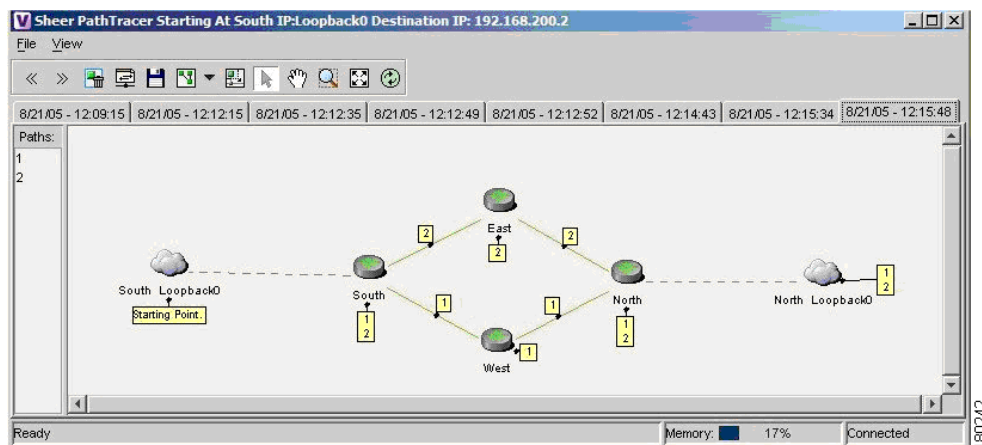 Sheer PathTracer Starting At South IP:Loopback0 Destination IP: 192.168.200.2
File View
8/21/05 - 12:09:15 8/21/05 - 12:12:15 8/21/05 - 12:12:35 8/21/05 - 12:12:49 8/21/05 - 12:12:52 8/21/05 - 12:14:43 8/21/05 - 12:15:34 8/21/05 - 12:15:48
Paths:
1
2
East
2
2
2
South Loopback0
Starting Point.
South
1
2
North
1
2
North Loopback0
1
2
1
1
West
1
Ready
Memory: 17%
Connected
80242